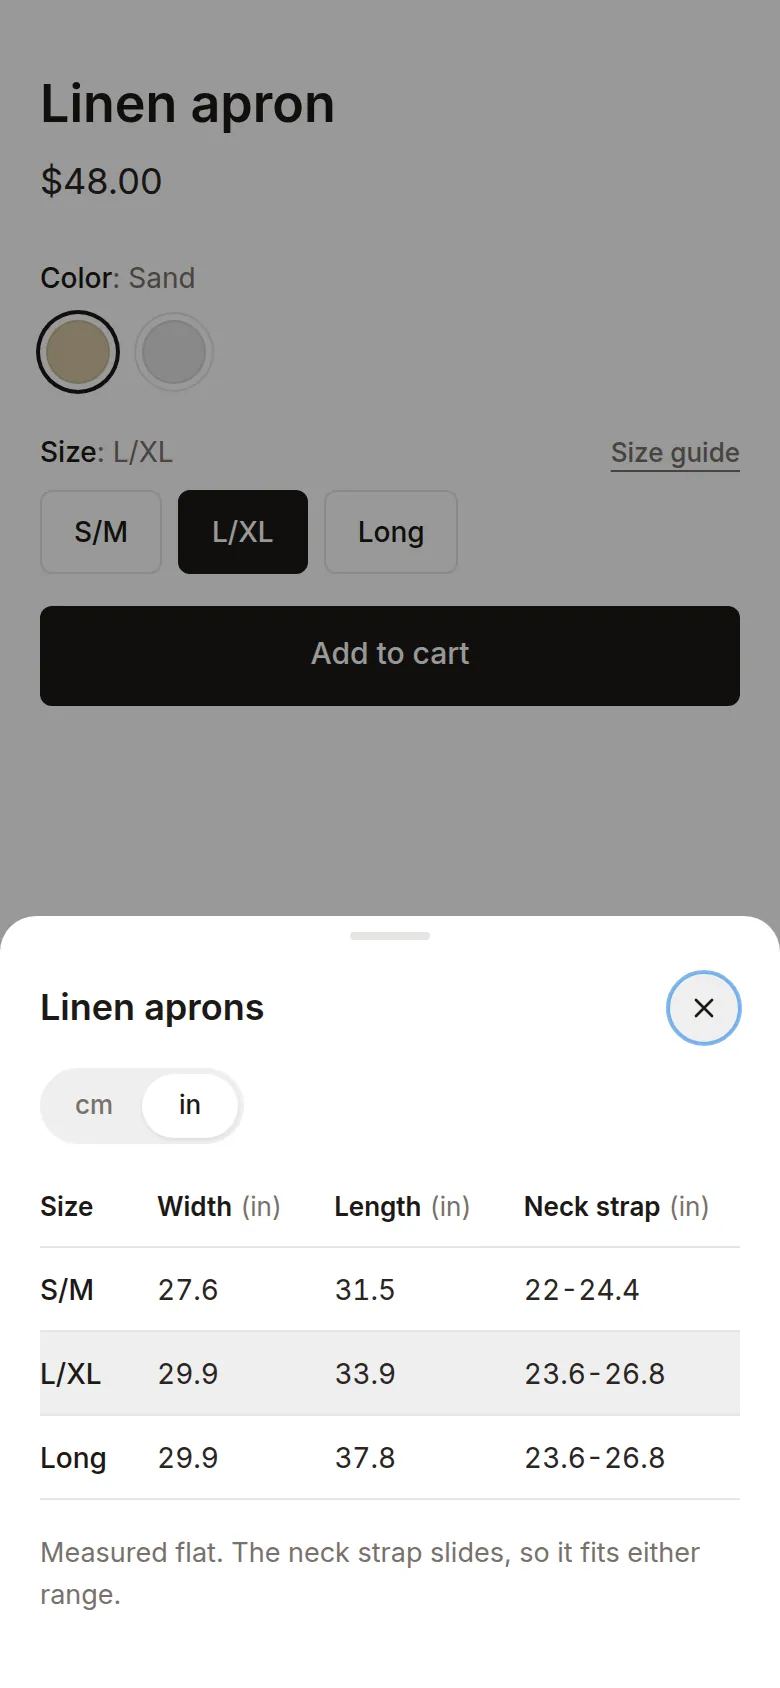 Linen apron
$48.00
Color: Sand
Size: L/XL Size guide
S/M L/XL Long
Add to cart
Linen aprons
cm in
Size Width (in) Length (in) Neck strap (in)
S/M 27.6 31.5 22-24.4
L/XL 29.9 33.9 23.6-26.8
Long 29.9 37.8 23.6-26.8
Measured flat. The neck strap slides, so it fits either
range.